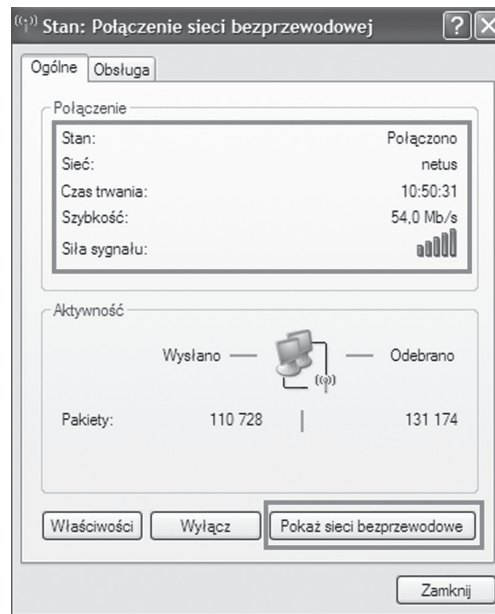 Stan: Połączenie sieci bezprzewodowej
Ogólne Obsługa
Połączenie
Stan: Połączono
Sieć: netus
Czas trwania: 10:50:31
Szybkość: 54,0 Mb/s
Siła sygnału:
Aktywność
Wysłano — — Odebrano
Pakiety: 110 728 131 174
Właściwości Wyłącz Pokaż sieci bezprzewodowe
Zamknij